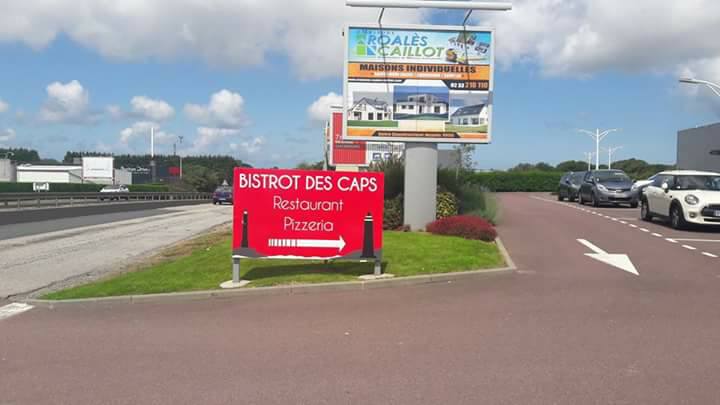 ROALÈS
CAILLOT
MAISONS INDIVIDUELLES
02 33 210 110
BISTROT DES CAPS
Restaurant
Pizzeria